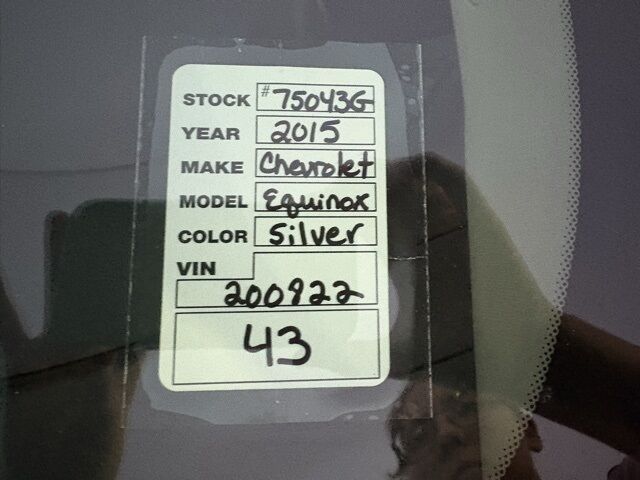 STOCK #75043G
YEAR 2015
MAKE Chevrolet
MODEL Equinox
COLOR Silver
VIN
200922
43